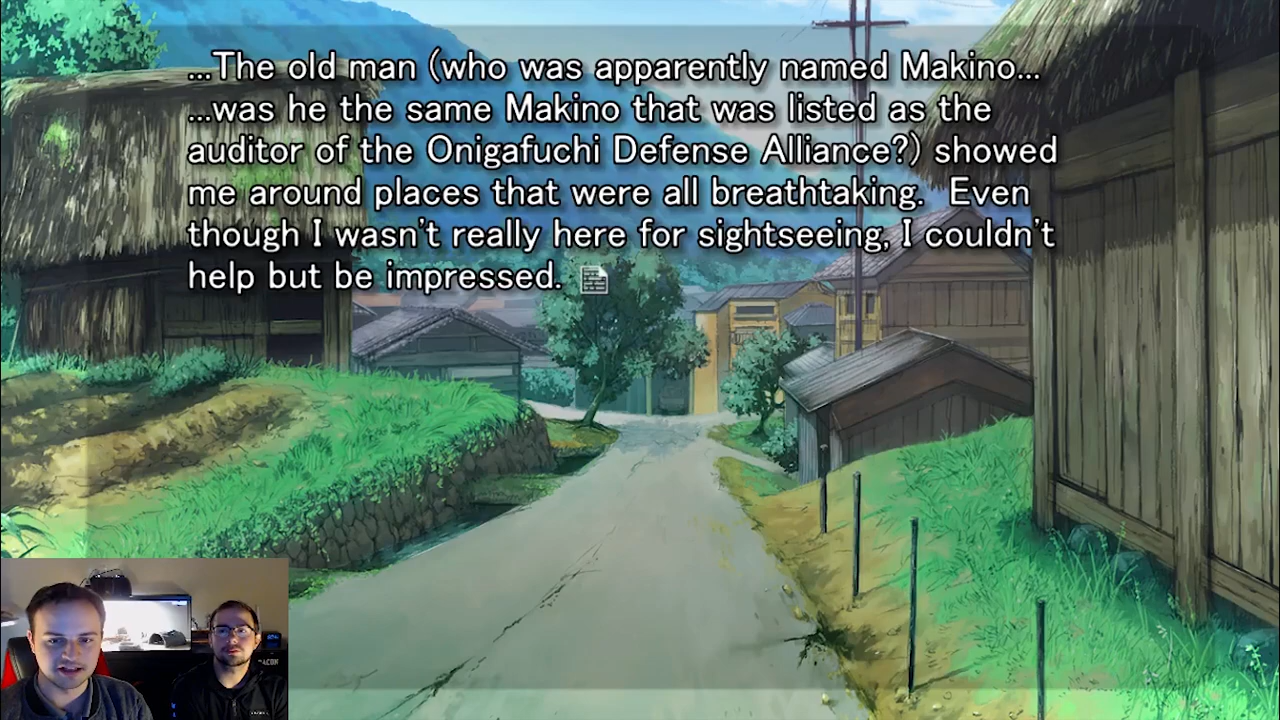 ...The old man (who was apparently named Makino...
...was he the same Makino that was listed as the
auditor of the Onigafuchi Defense Alliance?) showed
me around places that were all breathtaking.  Even
though I wasn't really here for sightseeing, I couldn't
help but be impressed.